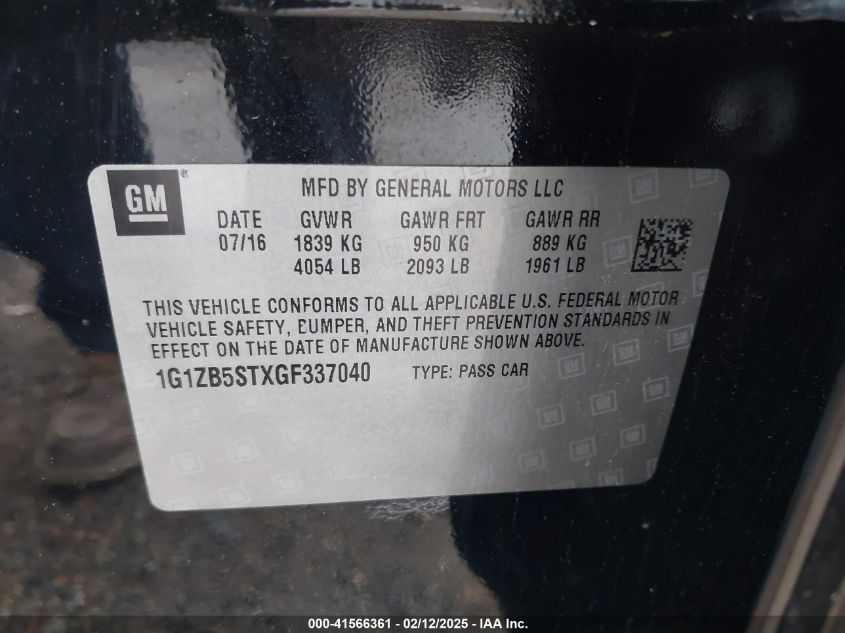 GM®
MFD BY GENERAL MOTORS LLC
DATE GVWR GAWR FRT GAWR RR
07/16 1839 KG 950 KG 889 KG
4054 LB 2093 LB 1961 LB
THIS VEHICLE CONFORMS TO ALL APPLICABLE U.S. FEDERAL MOTOR
VEHICLE SAFETY, BUMPER, AND THEFT PREVENTION STANDARDS IN
EFFECT ON THE DATE OF MANUFACTURE SHOWN ABOVE.
1G1ZB5STXGF337040 TYPE: PASS CAR
000-41566361 - 02/12/2025 - IAA Inc.